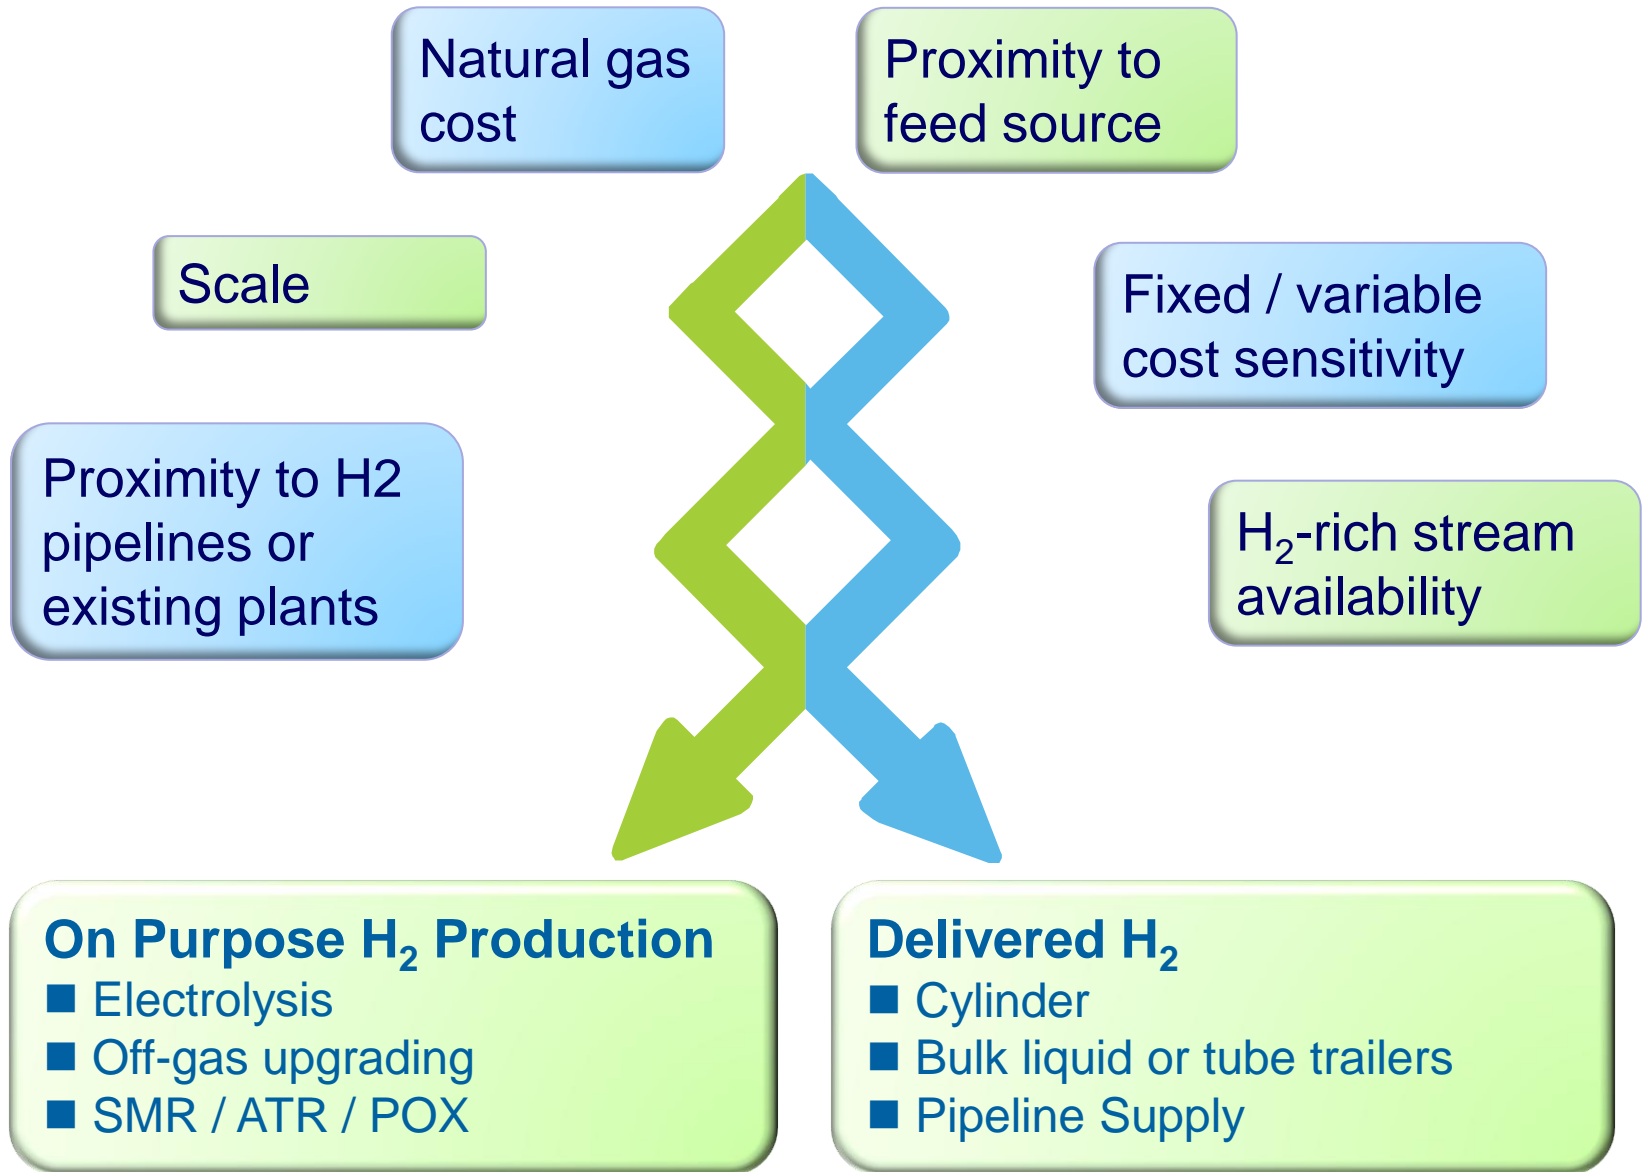 Natural gas
cost
Proximity to
feed source
Scale
Fixed / variable
cost sensitivity
Proximity to H2
pipelines or
existing plants
H₂-rich stream
availability
On Purpose H₂ Production
■ Electrolysis
■ Off-gas upgrading
■ SMR / ATR / POX
Delivered H₂
■ Cylinder
■ Bulk liquid or tube trailers
■ Pipeline Supply